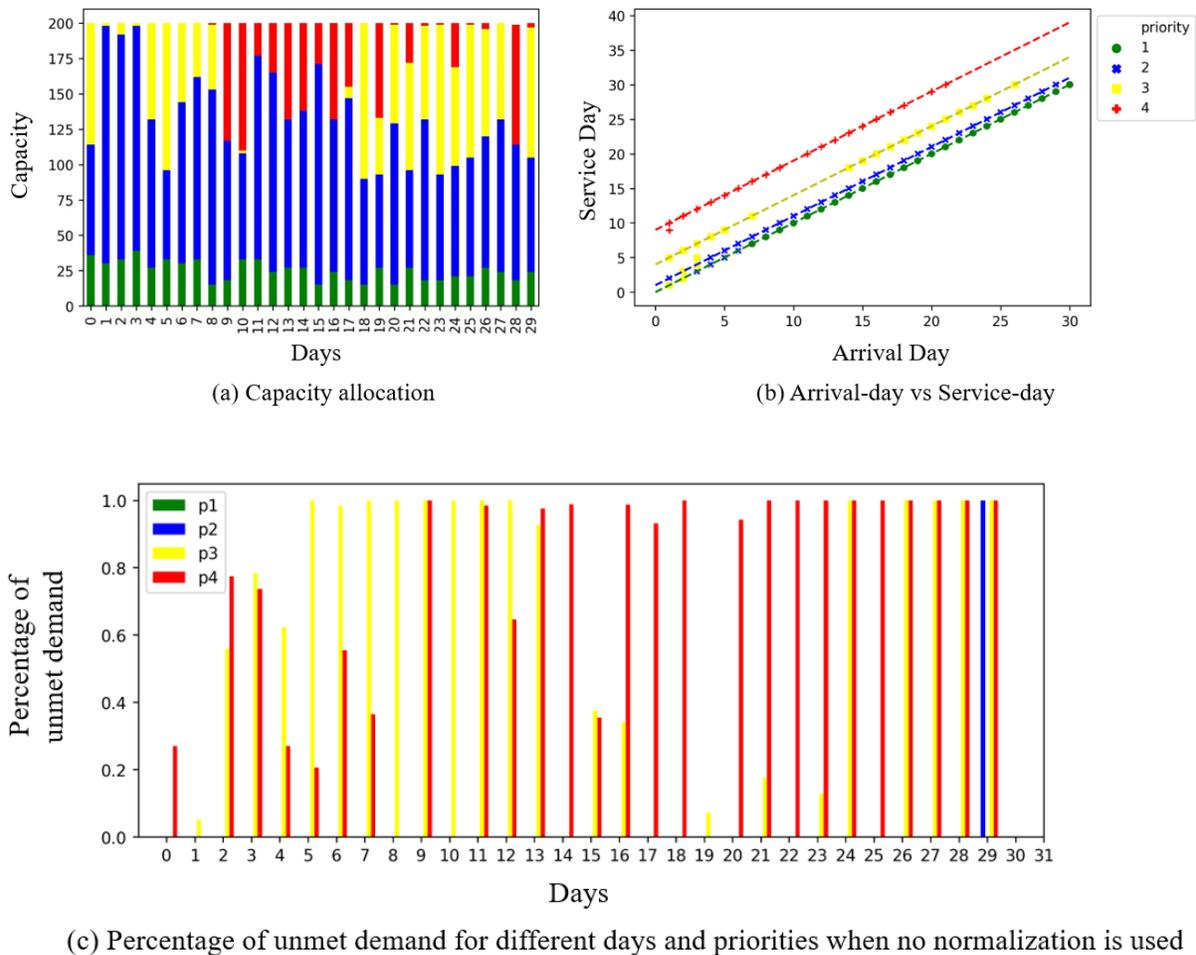 200
175
150
125
100
75
50
25
0
Capacity
0 1 2 3 4 5 6 7 8 9 10 11 12 13 14 15 16 17 18 19 20 21 22 23 24 25 26 27 28 29
Days
(a) Capacity allocation
40
35
30
25
20
15
10
5
0
Service Day
0 5 10 15 20 25 30
Arrival Day
priority
1
2
3
4
(b) Arrival-day vs Service-day
1.0
0.8
0.6
0.4
0.2
0.0
Percentage of
unmet demand
p1
p2
p3
p4
0 1 2 3 4 5 6 7 8 9 10 11 12 13 14 15 16 17 18 19 20 21 22 23 24 25 26 27 28 29 30 31
Days
(c) Percentage of unmet demand for different days and priorities when no normalization is used